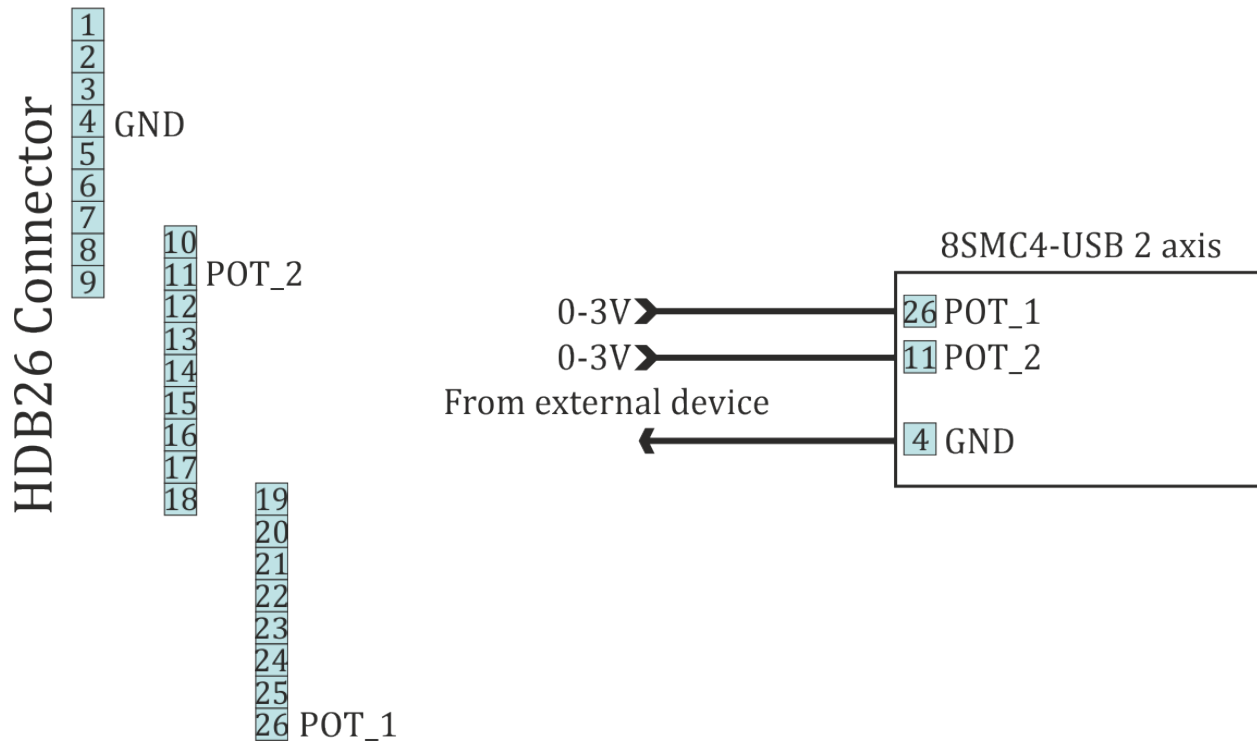 HDB26 Connector
1
2
3
4 GND
5
6
7
8
9
10
11 POT_2
12
13
14
15
16
17
18
19
20
21
22
23
24
25
26 POT_1
8SMC4-USB 2 axis
0-3V 26 POT_1
0-3V 11 POT_2
From external device
4 GND